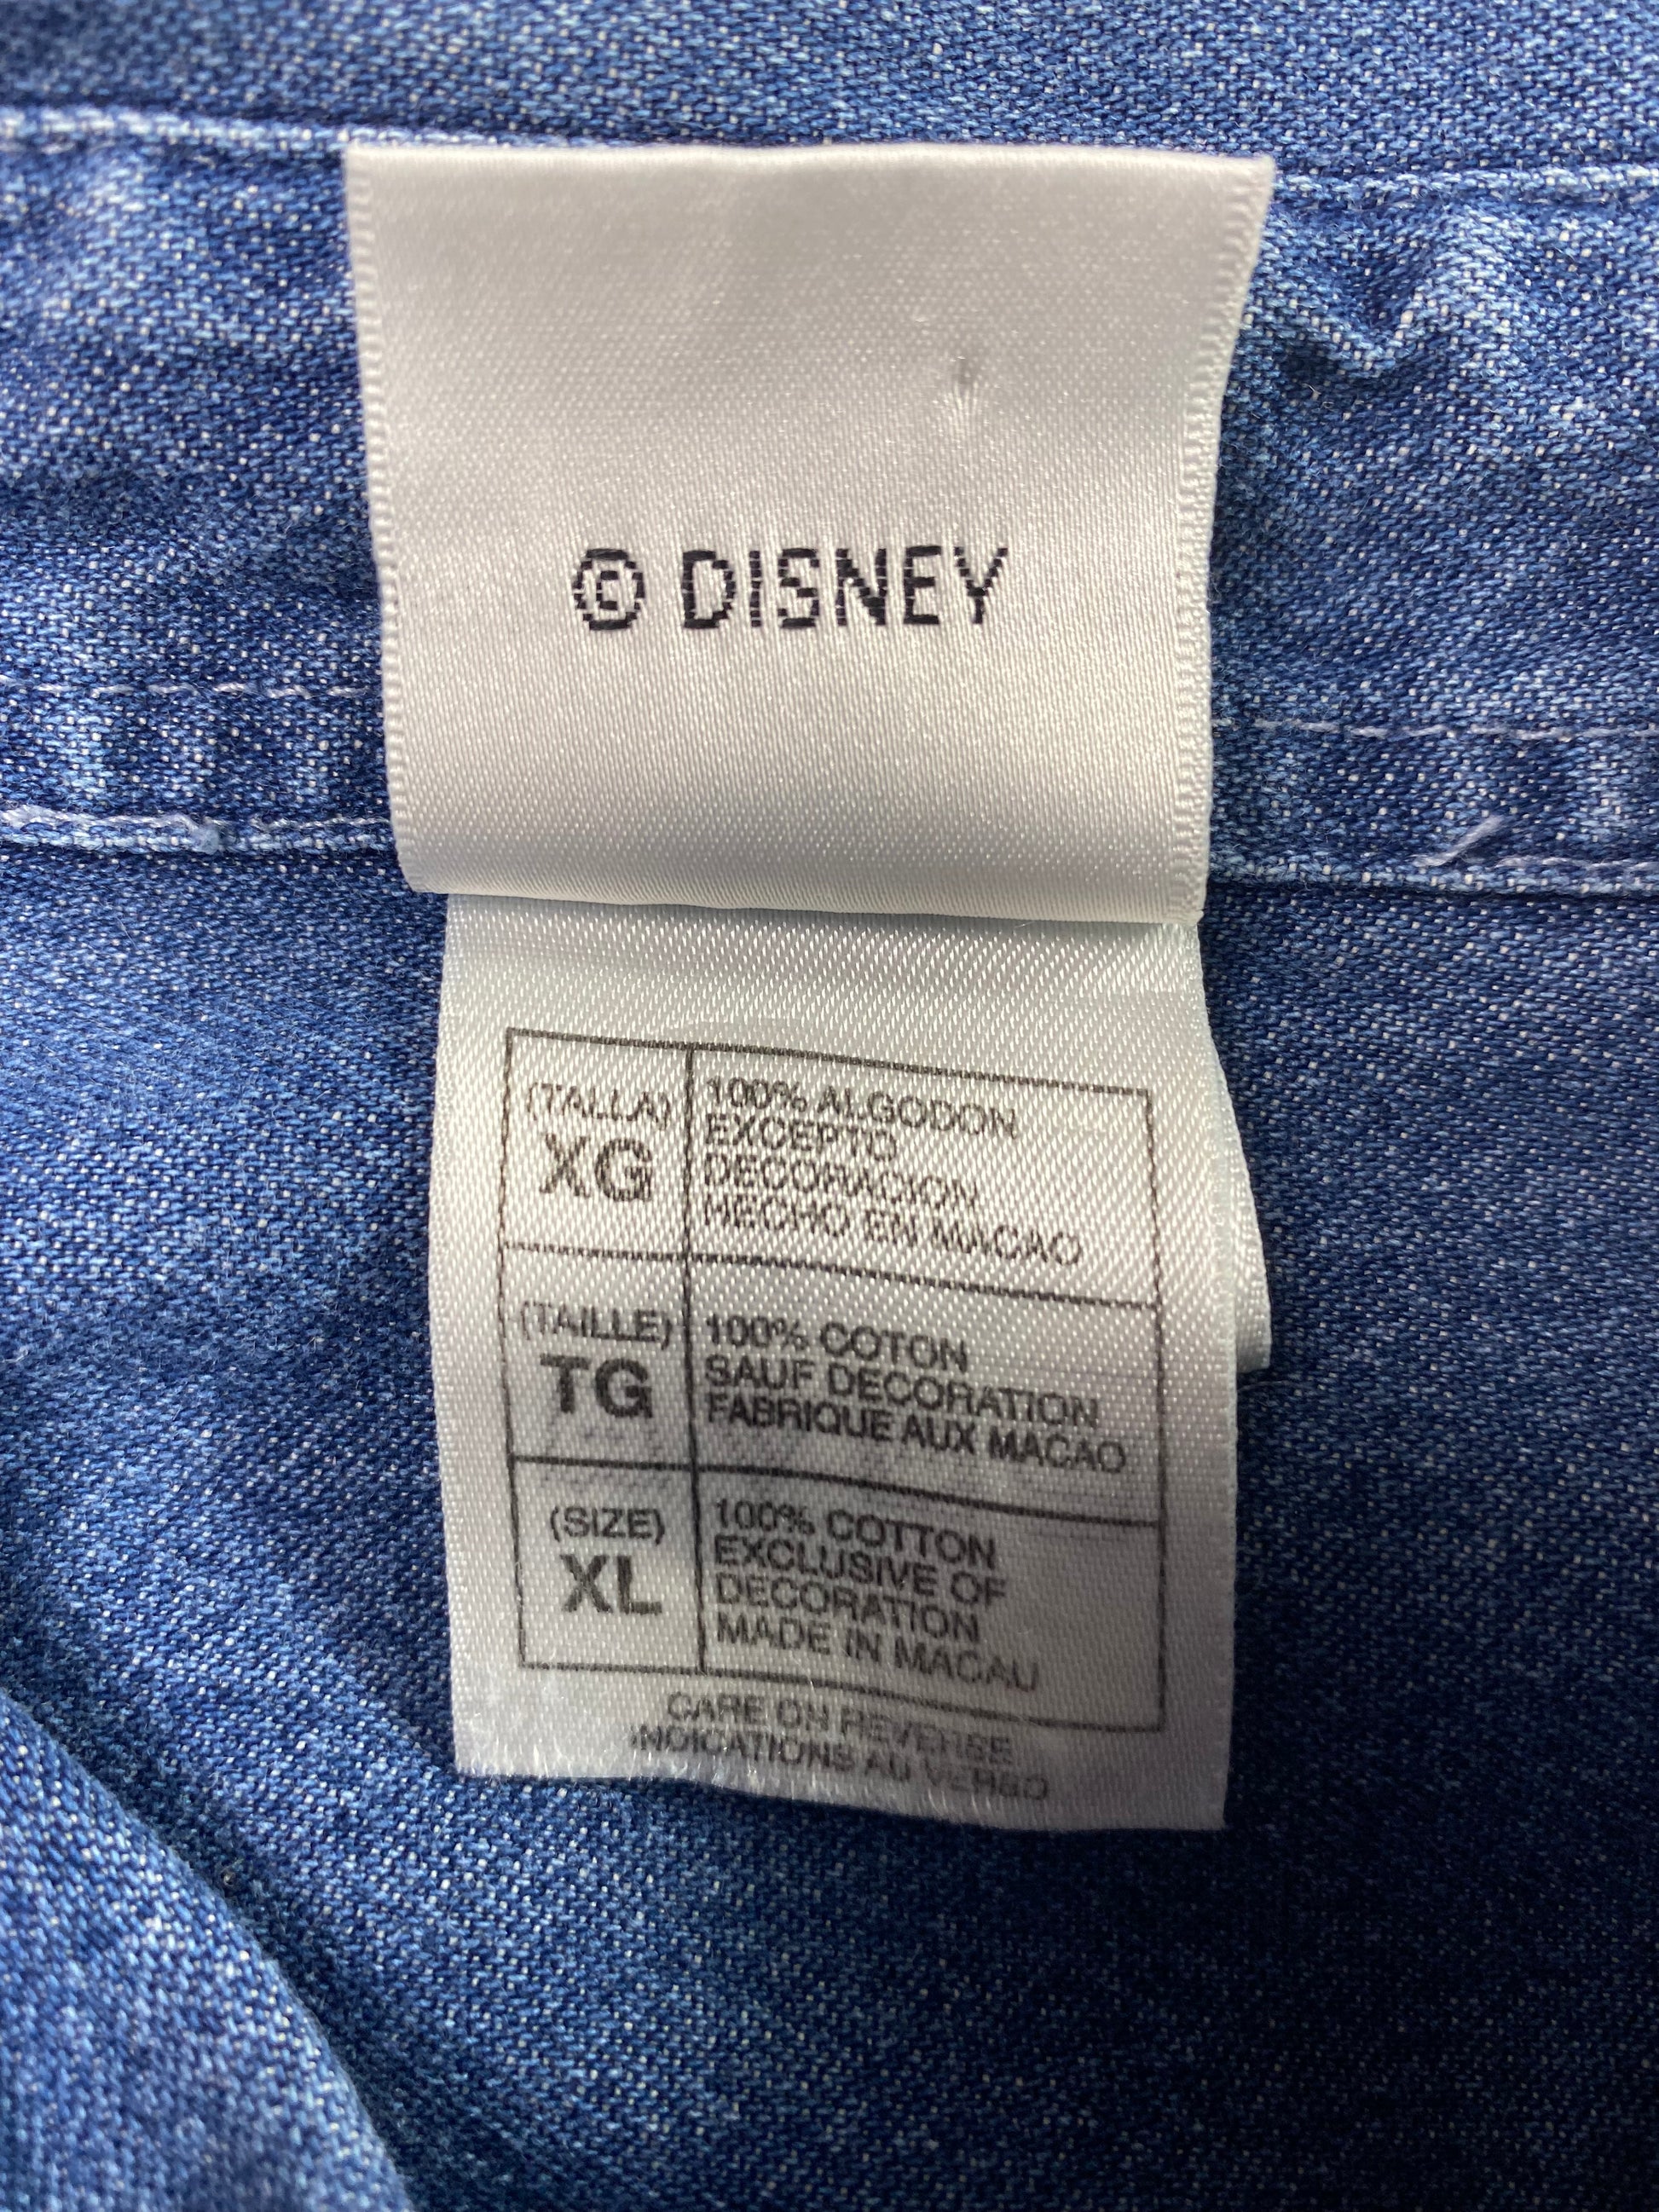 © DISNEY
(TALLA)
XG
100% ALGODON
EXCEPTO
DECORACION
HECHO EN MACAO
(TAILLE)
TG
100% COTON
SAUF DECORATION
FABRIQUE AUX MACAO
(SIZE)
XL
100% COTTON
EXCLUSIVE OF
DECORATION
MADE IN MACAU
CARE ON REVERSE
INDICATIONS AU VERSO